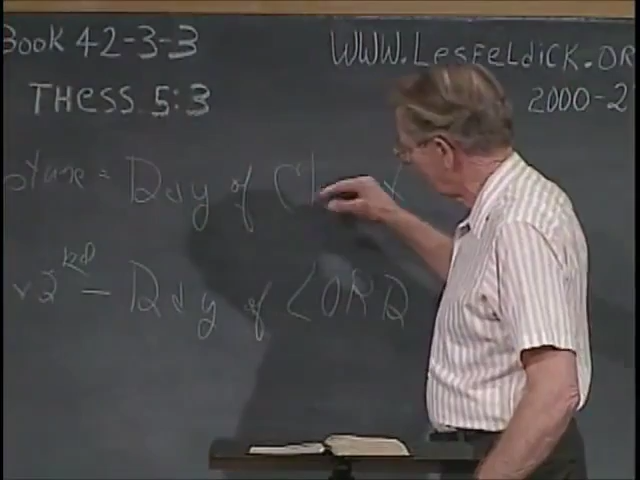 Book 42-3-3
WWW.LESFELDICK.OR
THESS 5:3
2000-2
= Day of
- Day of LORD